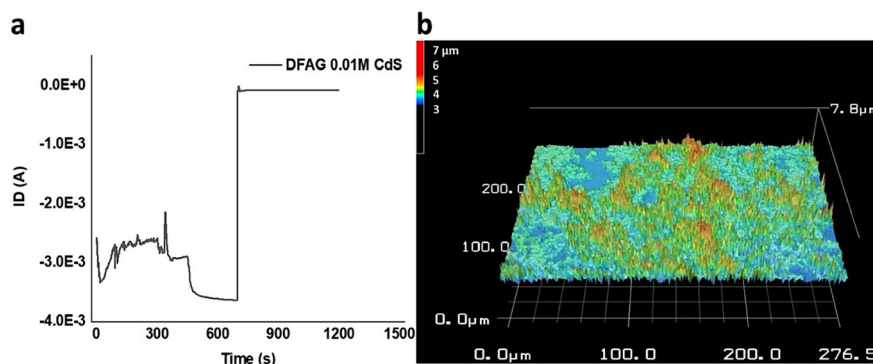 a
DFAG 0.01M CdS
0.0E+0
-1.0E-3
-2.0E-3
-3.0E-3
-4.0E-3
ID (A)
0 300 600 900 1200 1500
Time (s)
b
7 μm
6
5
4
3
7.8μm
200.0
100.0
0.0μm
0.0μm 100.0 200.0 276.5